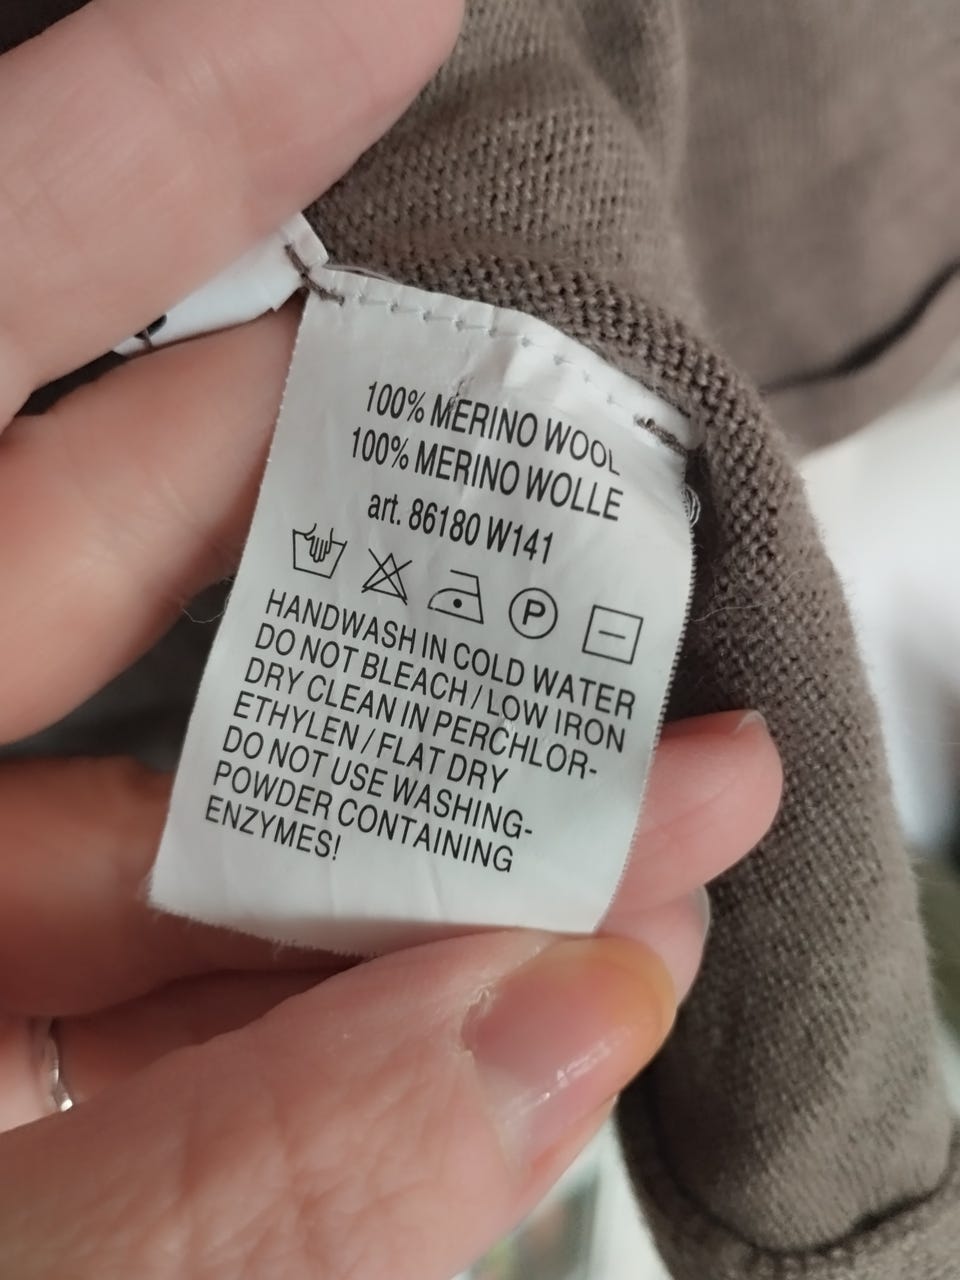 100% MERINO WOOL
100% MERINO WOLLE
art. 86180 W141
P
HANDWASH IN COLD WATER
DO NOT BLEACH / LOW IRON
DRY CLEAN IN PERCHLOR-
ETHYLEN / FLAT DRY
DO NOT USE WASHING-
POWDER CONTAINING
ENZYMES!